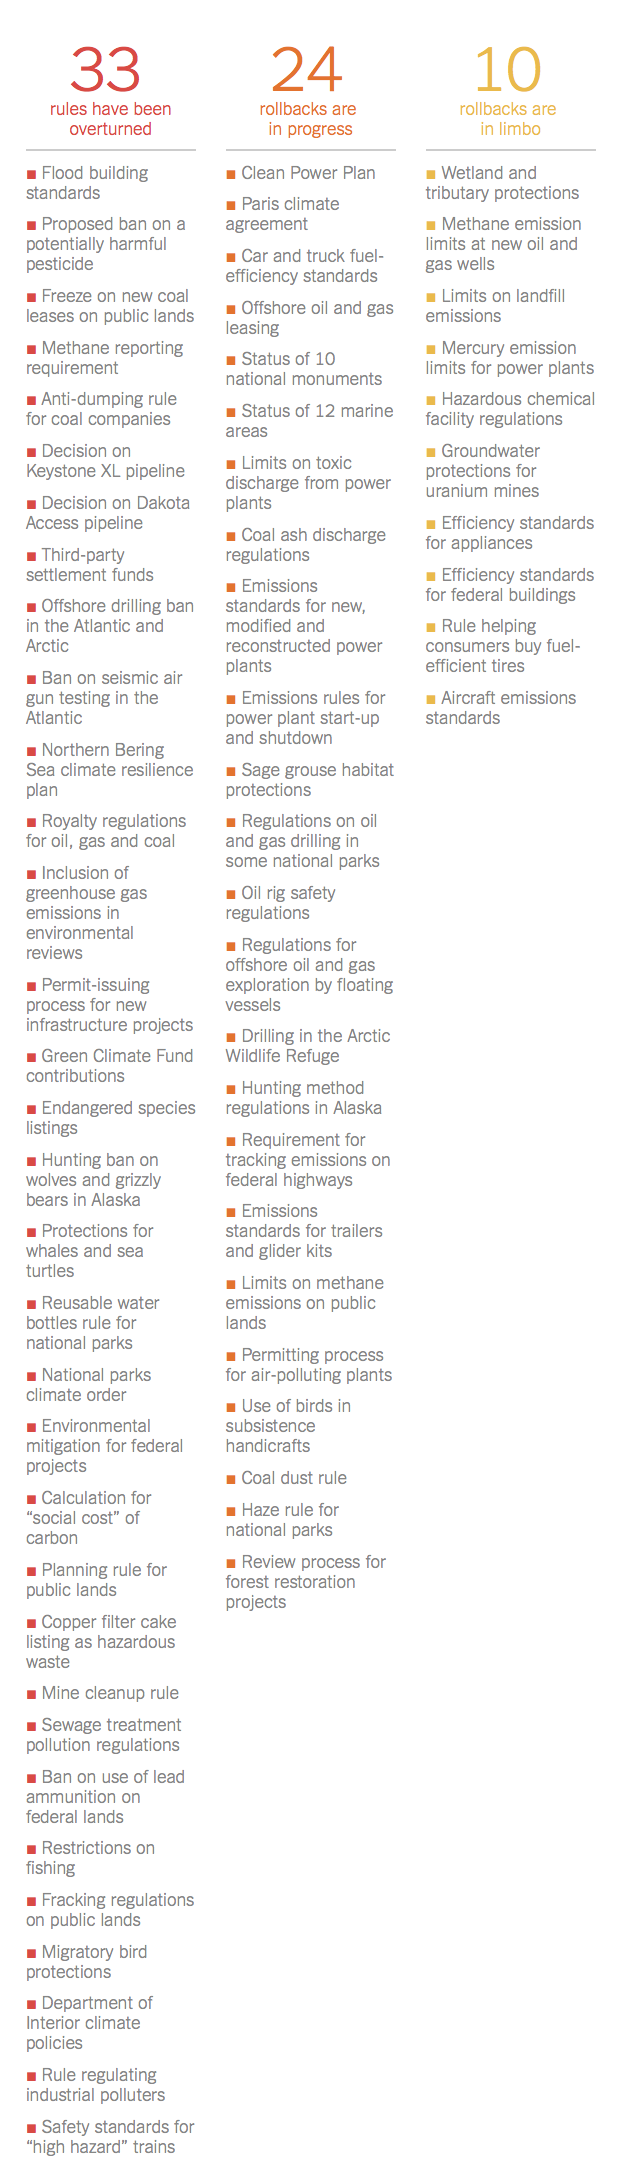 33
rules have been
overturned
■ Flood building
standards
■ Proposed ban on a
potentially harmful
pesticide
■ Freeze on new coal
leases on public lands
■ Methane reporting
requirement
■ Anti-dumping rule
for coal companies
■ Decision on
Keystone XL pipeline
■ Decision on Dakota
Access pipeline
■ Third-party
settlement funds
■ Offshore drilling ban
in the Atlantic and
Arctic
■ Ban on seismic air
gun testing in the
Atlantic
■ Northern Bering
Sea climate resilience
plan
■ Royalty regulations
for oil, gas and coal
■ Inclusion of
greenhouse gas
emissions in
environmental
reviews
■ Permit-issuing
process for new
infrastructure projects
■ Green Climate Fund
contributions
■ Endangered species
listings
■ Hunting ban on
wolves and grizzly
bears in Alaska
■ Protections for
whales and sea
turtles
■ Reusable water
bottles rule for
national parks
■ National parks
climate order
■ Environmental
mitigation for federal
projects
■ Calculation for
“social cost” of
carbon
■ Planning rule for
public lands
■ Copper filter cake
listing as hazardous
waste
■ Mine cleanup rule
■ Sewage treatment
pollution regulations
■ Ban on use of lead
ammunition on
federal lands
■ Restrictions on
fishing
■ Fracking regulations
on public lands
■ Migratory bird
protections
■ Department of
Interior climate
policies
■ Rule regulating
industrial polluters
■ Safety standards for
“high hazard” trains
24
rollbacks are
in progress
■ Clean Power Plan
■ Paris climate
agreement
■ Car and truck fuel-
efficiency standards
■ Offshore oil and gas
leasing
■ Status of 10
national monuments
■ Status of 12 marine
areas
■ Limits on toxic
discharge from power
plants
■ Coal ash discharge
regulations
■ Emissions
standards for new,
modified and
reconstructed power
plants
■ Emissions rules for
power plant start-up
and shutdown
■ Sage grouse habitat
protections
■ Regulations on oil
and gas drilling in
some national parks
■ Oil rig safety
regulations
■ Regulations for
offshore oil and gas
exploration by floating
vessels
■ Drilling in the Arctic
Wildlife Refuge
■ Hunting method
regulations in Alaska
■ Requirement for
tracking emissions on
federal highways
■ Emissions
standards for trailers
and glider kits
■ Limits on methane
emissions on public
lands
■ Permitting process
for air-polluting plants
■ Use of birds in
subsistence
handicrafts
■ Coal dust rule
■ Haze rule for
national parks
■ Review process for
forest restoration
projects
10
rollbacks are
in limbo
■ Wetland and
tributary protections
■ Methane emission
limits at new oil and
gas wells
■ Limits on landfill
emissions
■ Mercury emission
limits for power plants
■ Hazardous chemical
facility regulations
■ Groundwater
protections for
uranium mines
■ Efficiency standards
for appliances
■ Efficiency standards
for federal buildings
■ Rule helping
consumers buy fuel-
efficient tires
■ Aircraft emissions
standards